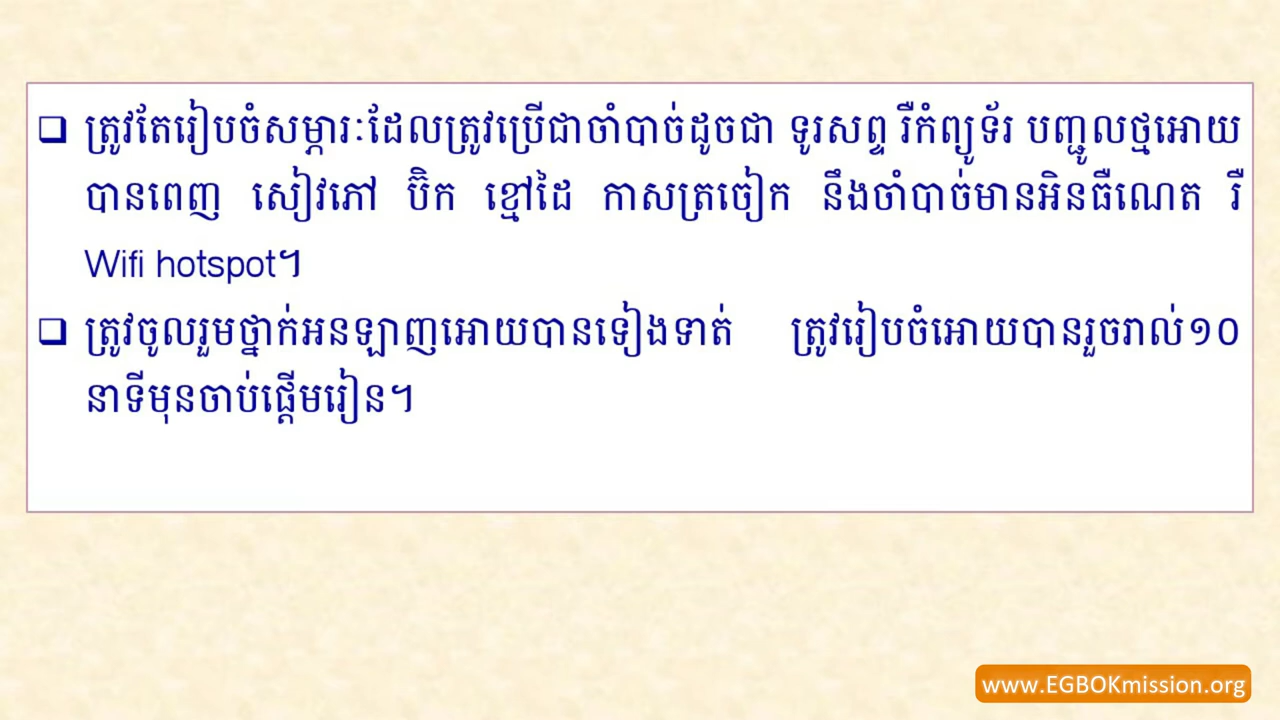 ❑ ត្រូវតែរៀបចំសម្ភារៈដែលត្រូវប្រើជាចាំបាច់ដូចជា ទូរសព្ទ រឺកំព្យូទ័រ បញ្ជូលថ្មអោយ
បានពេញ សៀវភៅ ប៊ិក ខ្មៅដៃ កាសត្រចៀក នឹងចាំបាច់មានអិនធឺណេត រឺ
Wifi hotspot។
❑ ត្រូវចូលរួមថ្នាក់អនឡាញអោយបានទៀងទាត់ ត្រូវរៀបចំអោយបានរួចរាល់១០
នាទីមុនចាប់ផ្ដើមរៀន។
www.EGBOKmission.org